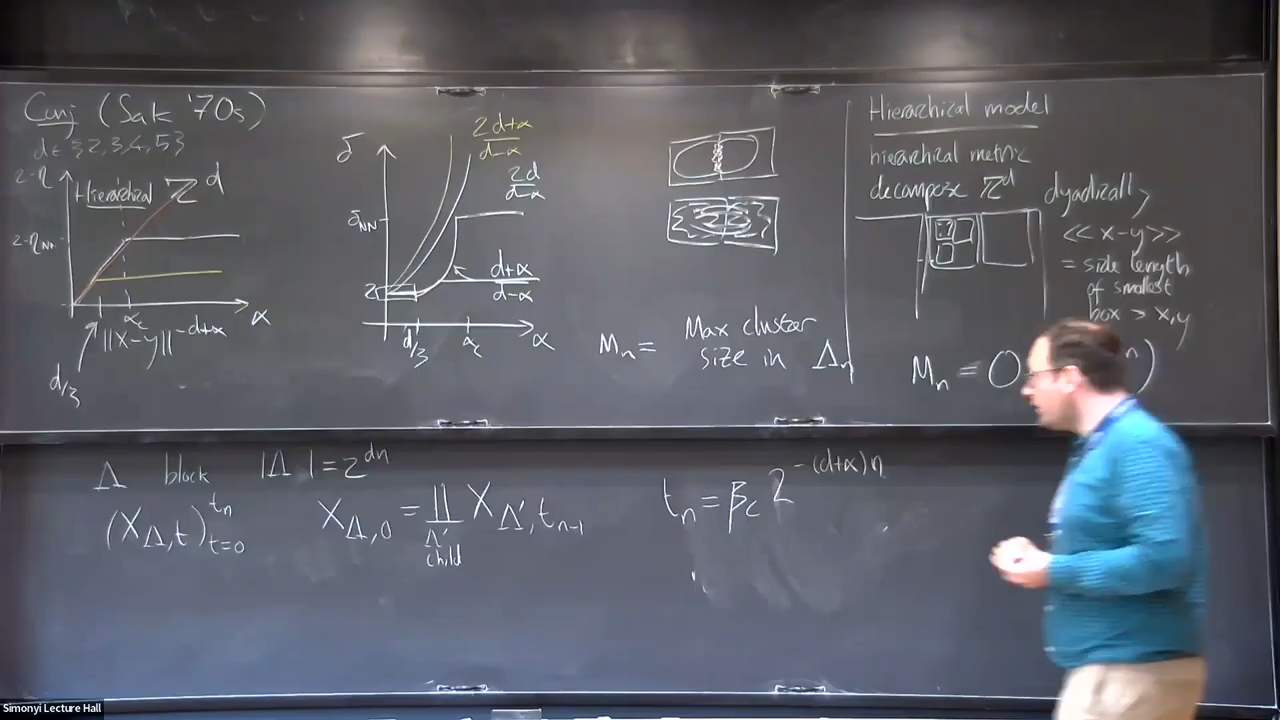 Conj (Sak '70s)
d ∈ {2,3,4,5}
2-η
Hierarchical
ℤ^d
2-η_NN
α_c
α
||x-y||^{-d+α}
d/3
δ
2d+α / d-α
2d / d-α
δ_NN
d+α / d-α
2
d/3
α_c
α
M_n = Max cluster
size in Λ_n
Hierarchical model
hierarchical metric
decompose ℤ^d dyadically
<<x-y>>
= side length
of smallest
box ∋ x,y
M_n = O
n)
Λ block |Λ| = 2^{dn}
(X_{Λ,t})_{t=0}^{t_n}
X_{Λ,0} = ∐ X_{Λ',t_{n-1}}
Λ'
child
t_n = β_c 2^{-(d+α)n}
Simonyi Lecture Hall